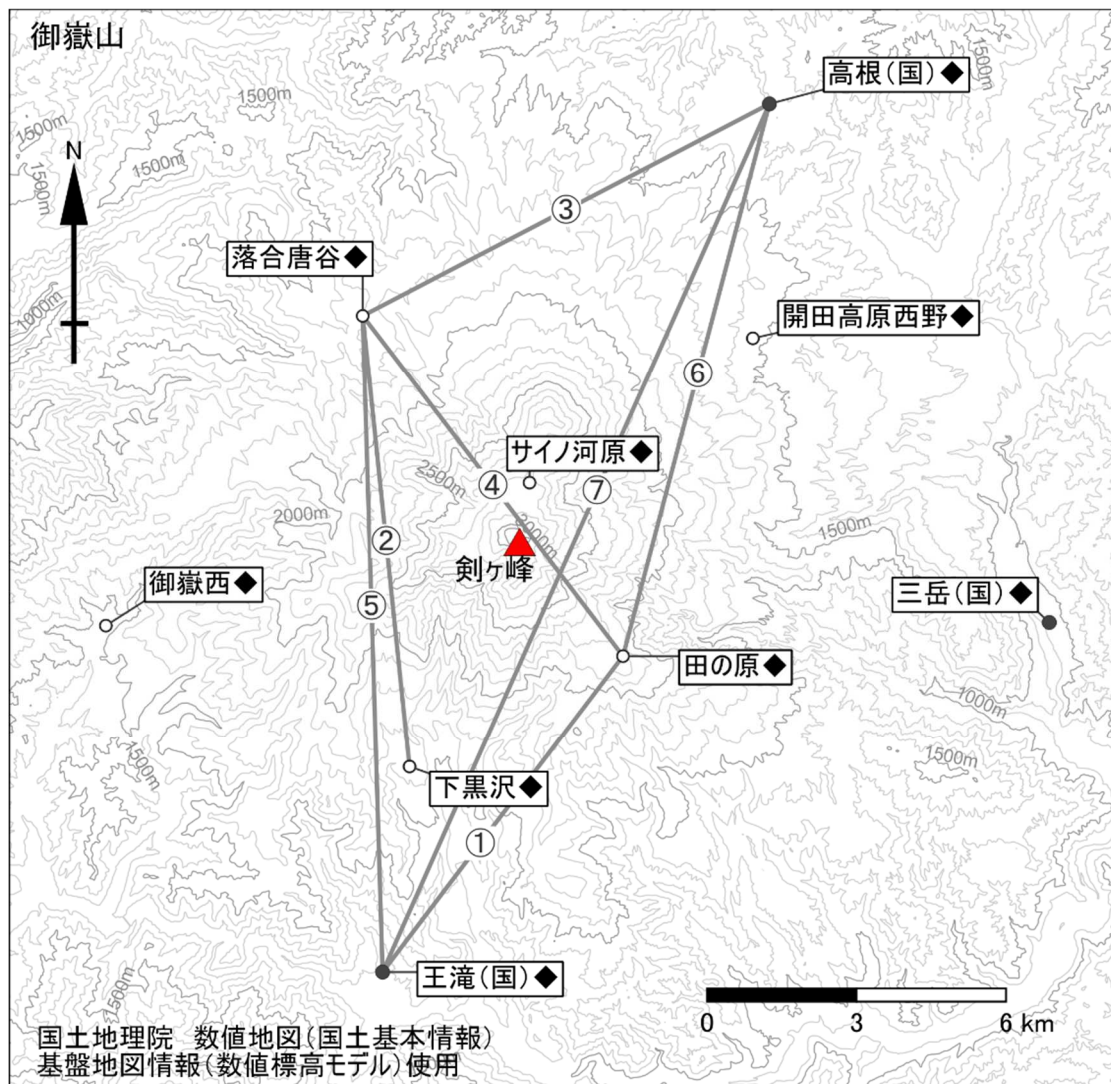 御嶽山
高根(国)◆
1500m
1500m
1500m
1500m
1500m
N
③
落合唐谷◆
1000m
開田高原西野◆
⑥
サイノ河原◆
2500m
④
⑦
2000m
2000m
1500m
②
剣ヶ峰
御嶽西◆
⑤
三岳(国)◆
田の原◆
1000m
1500m
1500m
下黒沢◆
①
王滝(国)◆
1500m
0 3 6 km
国土地理院 数値地図(国土基本情報)
基盤地図情報(数値標高モデル)使用